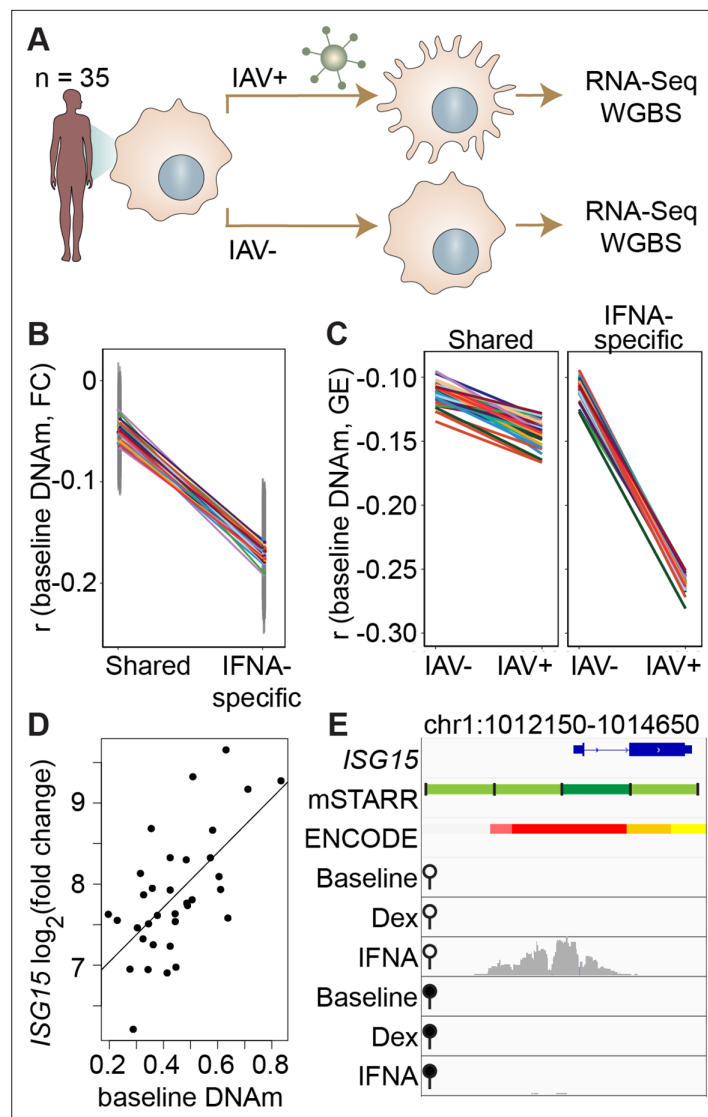 A
n = 35
IAV+
RNA-Seq
WGBS
IAV-
RNA-Seq
WGBS
B
r (baseline DNAm, FC)
0
-0.1
-0.2
Shared
IFNA-
specific
C
Shared
IFNA-
specific
r (baseline DNAm, GE)
-0.10
-0.15
-0.20
-0.25
-0.30
IAV-
IAV+
IAV-
IAV+
D
ISG15 log2(fold change)
9
8
7
0.2
0.4
0.6
0.8
baseline DNAm
E
chr1:1012150-1014650
ISG15
mSTARR
ENCODE
Baseline
Dex
IFNA
Baseline
Dex
IFNA